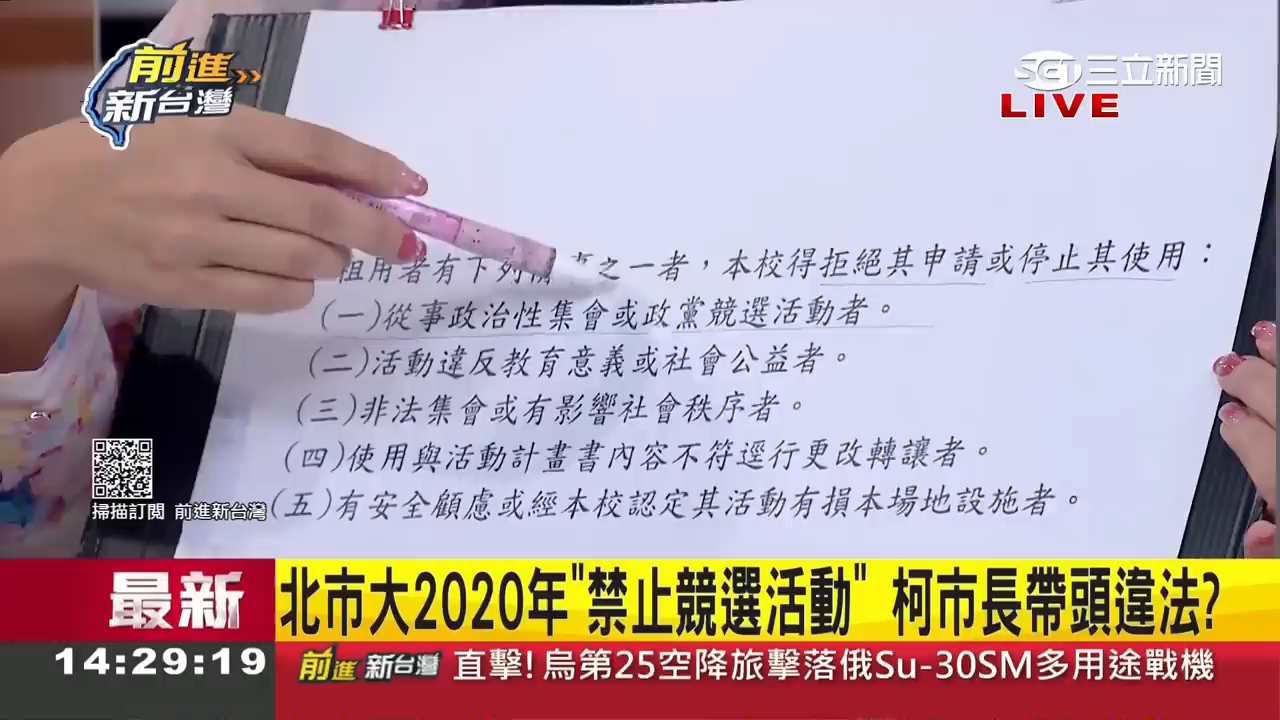 前進
新台灣
SET三立新聞
LIVE
租用者有下列 之一者，本校得拒絕其申請或停止其使用：
(一)從事政治性集會或政黨競選活動者。
(二)活動違反教育意義或社會公益者。
(三)非法集會或有影響社會秩序者。
(四)使用與活動計畫書內容不符逕行更改轉讓者。
(五)有安全顧慮或經本校認定其活動有損本場地設施者。
掃描訂閱 前進新台灣
最新 北市大2020年"禁止競選活動" 柯市長帶頭違法?
14:29:19 前進新台灣 直擊!烏第25空降旅擊落俄Su-30SM多用途戰機